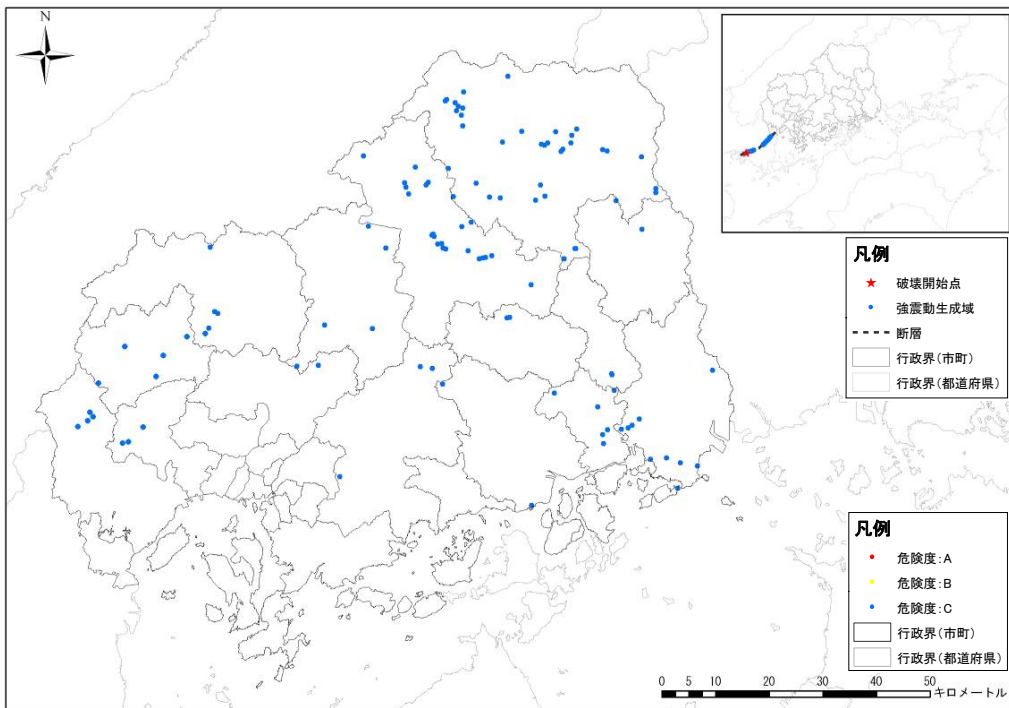 N
凡例
破壊開始点
強震動生成域
断層
行政界(市町)
行政界(都道府県)
凡例
危険度:A
危険度:B
危険度:C
行政界(市町)
行政界(都道府県)
0 5 10 20 30 40 50
キロメートル